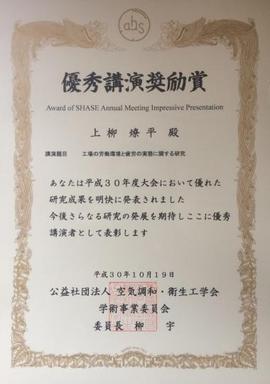 優秀講演奨励賞
Award of SHASE Annual Meeting Impressive Presentation
上柳 燎平 殿
講演題目 工場の労働環境と疲労の実態に関する研究
あなたは平成30年度大会において優れた
研究成果を明快に発表されました
今後さらなる研究の発展を期待しここに優秀
講演者として表彰します
平成30年10月19日
公益社団法人 空気調和・衛生工学会
学術事業委員会
委員長 柳 宇